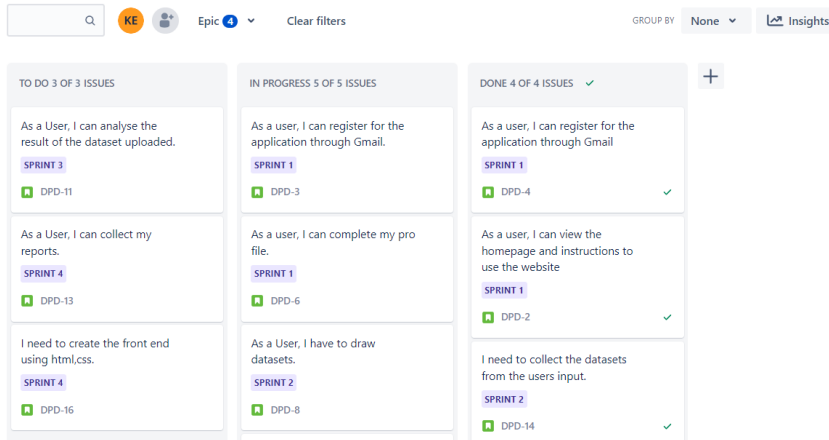 KE
Epic 4
Clear filters
GROUP BY
None
Insights
TO DO 3 OF 3 ISSUES
As a User, I can analyse the
result of the dataset uploaded.
SPRINT 3
DPD-11
As a User, I can collect my
reports.
SPRINT 4
DPD-13
I need to create the front end
using html,css.
SPRINT 4
DPD-16
IN PROGRESS 5 OF 5 ISSUES
As a user, I can register for the
application through Gmail.
SPRINT 1
DPD-3
As a user, I can complete my pro
file.
SPRINT 1
DPD-6
As a User, I have to draw
datasets.
SPRINT 2
DPD-8
DONE 4 OF 4 ISSUES
As a user, I can register for the
application through Gmail
SPRINT 1
DPD-4
As a user, I can view the
homepage and instructions to
use the website
SPRINT 1
DPD-2
I need to collect the datasets
from the users input.
SPRINT 2
DPD-14